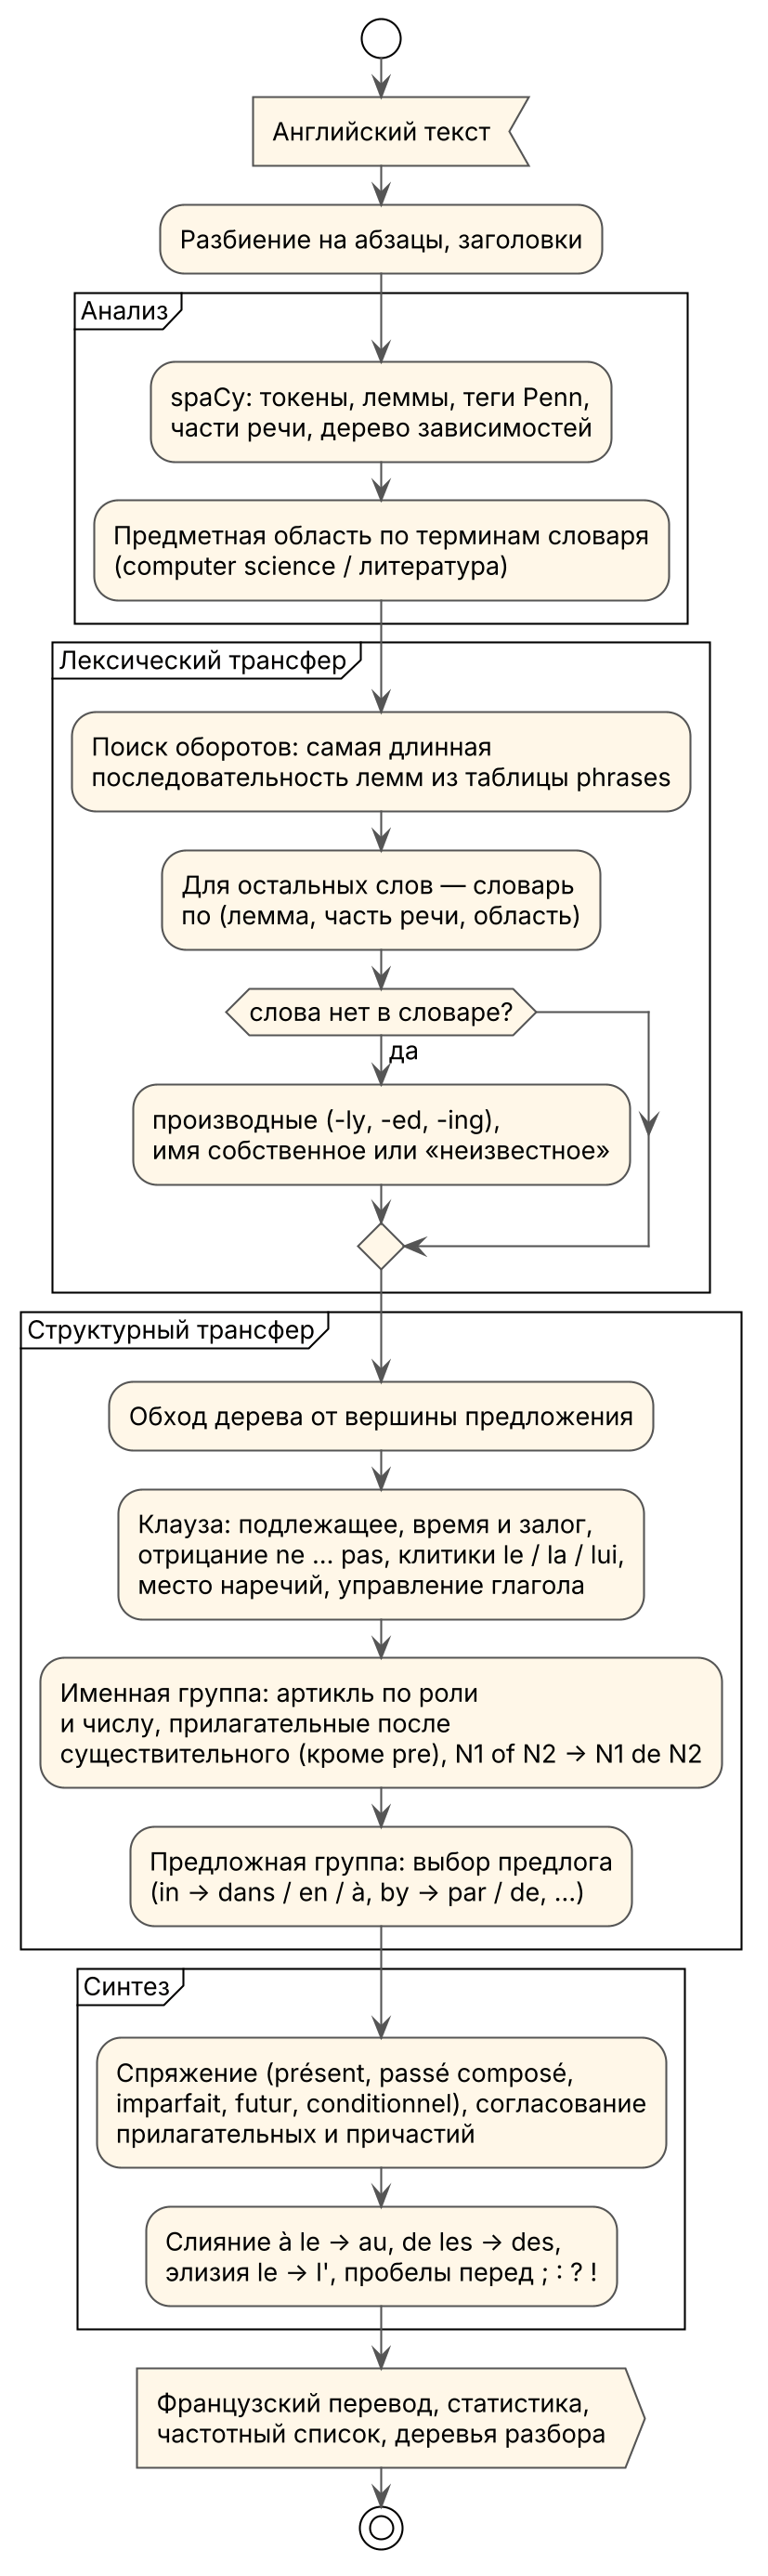 Английский текст
Разбиение на абзацы, заголовки
Анализ
spaCy: токены, леммы, теги Penn,
части речи, дерево зависимостей
Предметная область по терминам словаря
(computer science / литература)
Лексический трансфер
Поиск оборотов: самая длинная
последовательность лемм из таблицы phrases
Для остальных слов — словарь
по (лемма, часть речи, область)
слова нет в словаре?
да
производные (-ly, -ed, -ing),
имя собственное или «неизвестное»
Структурный трансфер
Обход дерева от вершины предложения
Клауза: подлежащее, время и залог,
отрицание ne ... pas, клитики le / la / lui,
место наречий, управление глагола
Именная группа: артикль по роли
и числу, прилагательные после
существительного (кроме pre), N1 of N2 → N1 de N2
Предложная группа: выбор предлога
(in → dans / en / à, by → par / de, ...)
Синтез
Спряжение (présent, passé composé,
imparfait, futur, conditionnel), согласование
прилагательных и причастий
Слияние à le → au, de les → des,
элизия le → l', пробелы перед ; : ? !
Французский перевод, статистика,
частотный список, деревья разбора